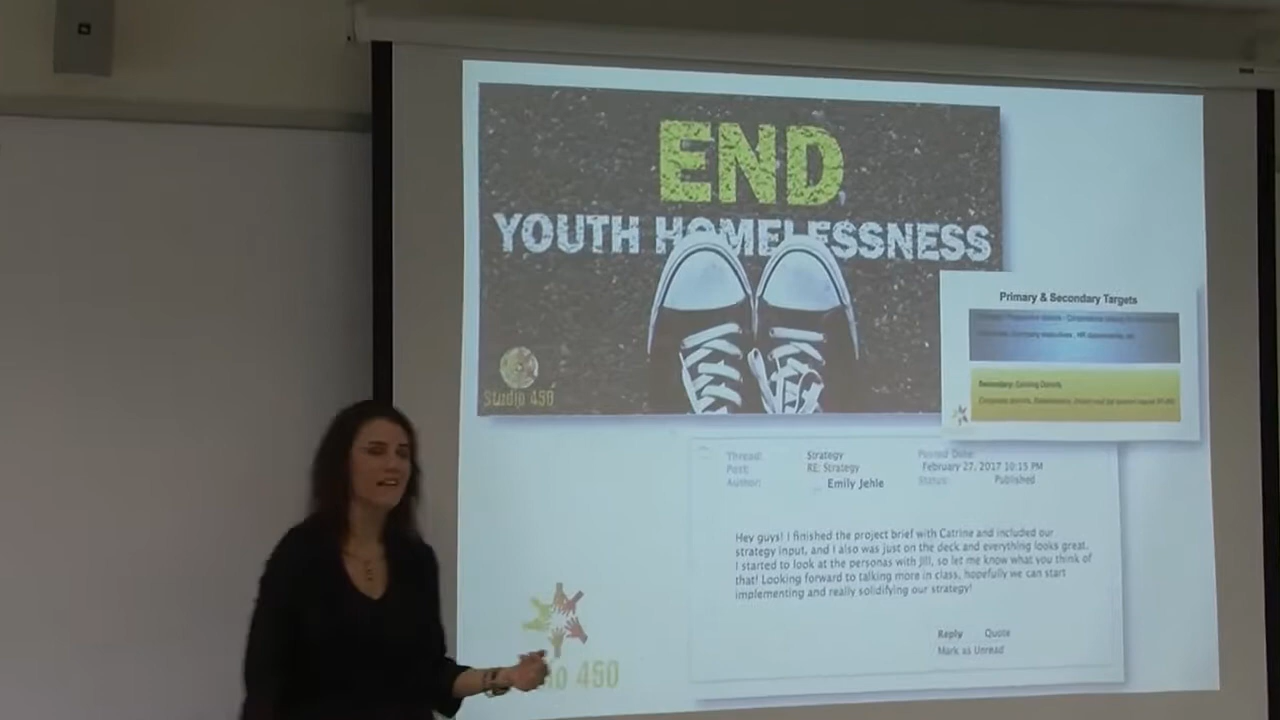 END
YOUTH HOMELESSNESS
Studio 450
Primary & Secondary Targets
Secondary: Coming Donors
Thread: Strategy Posted Date:
Post: RE: Strategy February 27, 2017 10:15 PM
Author: Emily Jehle Status: Published
Hey guys! I finished the project brief with Catrine and included our
strategy input, and I also was just on the deck and everything looks great.
I started to look at the personas with Jill, so let me know what you think of
that! Looking forward to talking more in class, hopefully we can start
implementing and really solidifying our strategy!
Reply Quote
Mark as Unread
450